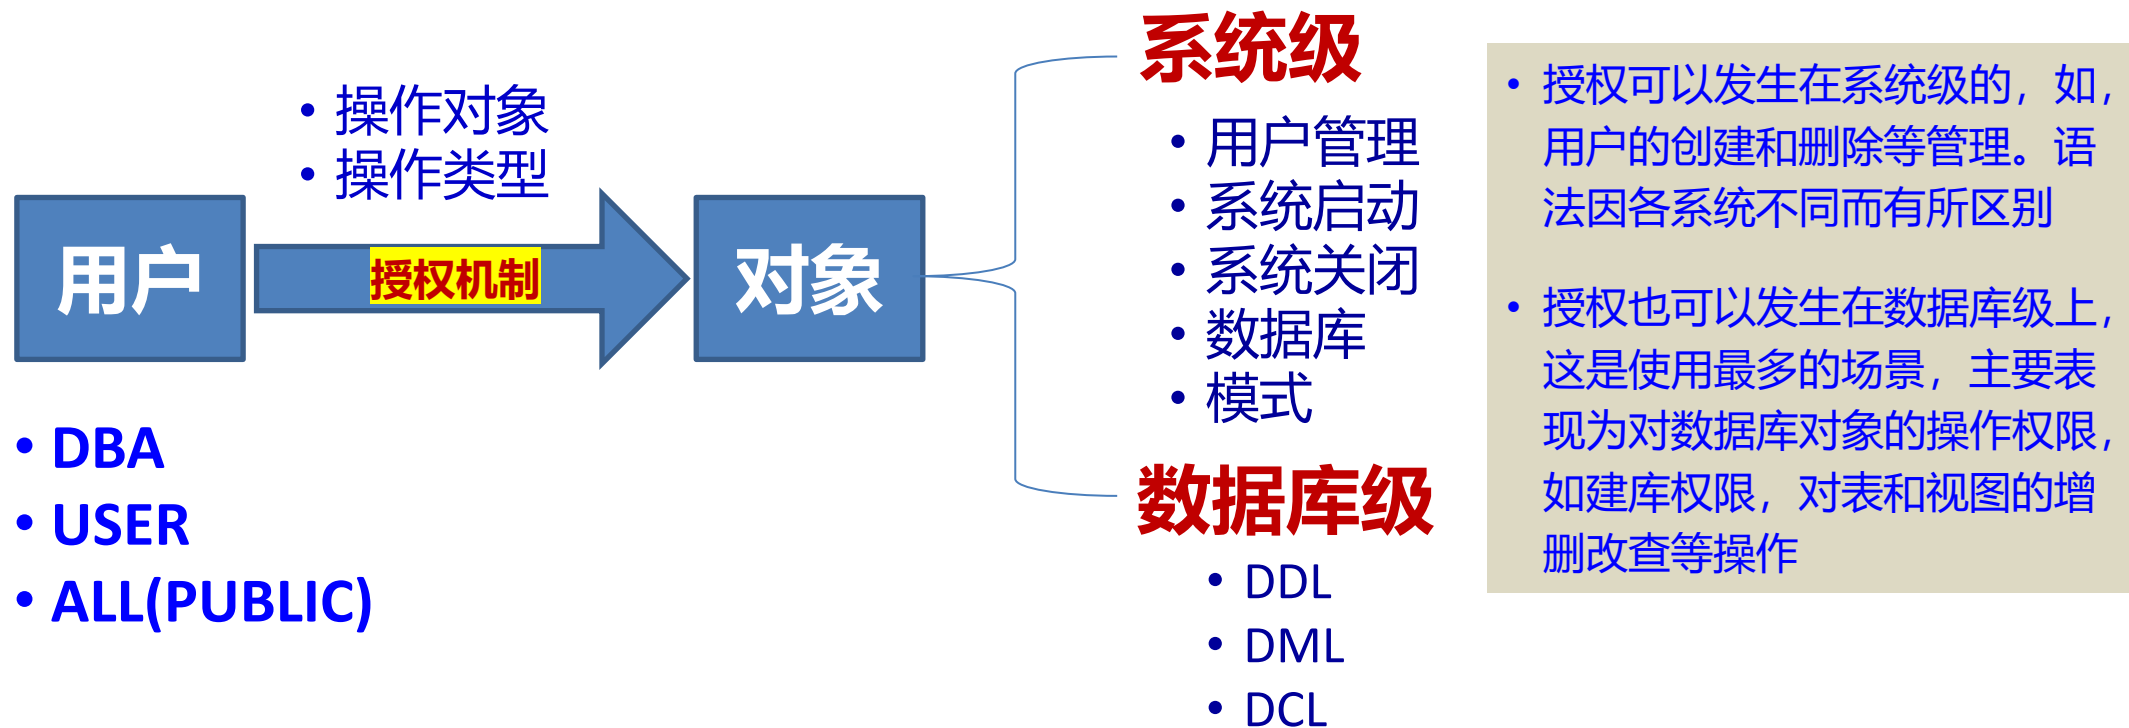 • 操作对象
• 操作类型
用户
授权机制
对象
• DBA
• USER
• ALL(PUBLIC)
系统级
• 用户管理
• 系统启动
• 系统关闭
• 数据库
• 模式
数据库级
• DDL
• DML
• DCL
• 授权可以发生在系统级的，如，
用户的创建和删除等管理。语
法因各系统不同而有所区别
• 授权也可以发生在数据库级上，
这是使用最多的场景，主要表
现为对数据库对象的操作权限，
如建库权限，对表和视图的增
删改查等操作